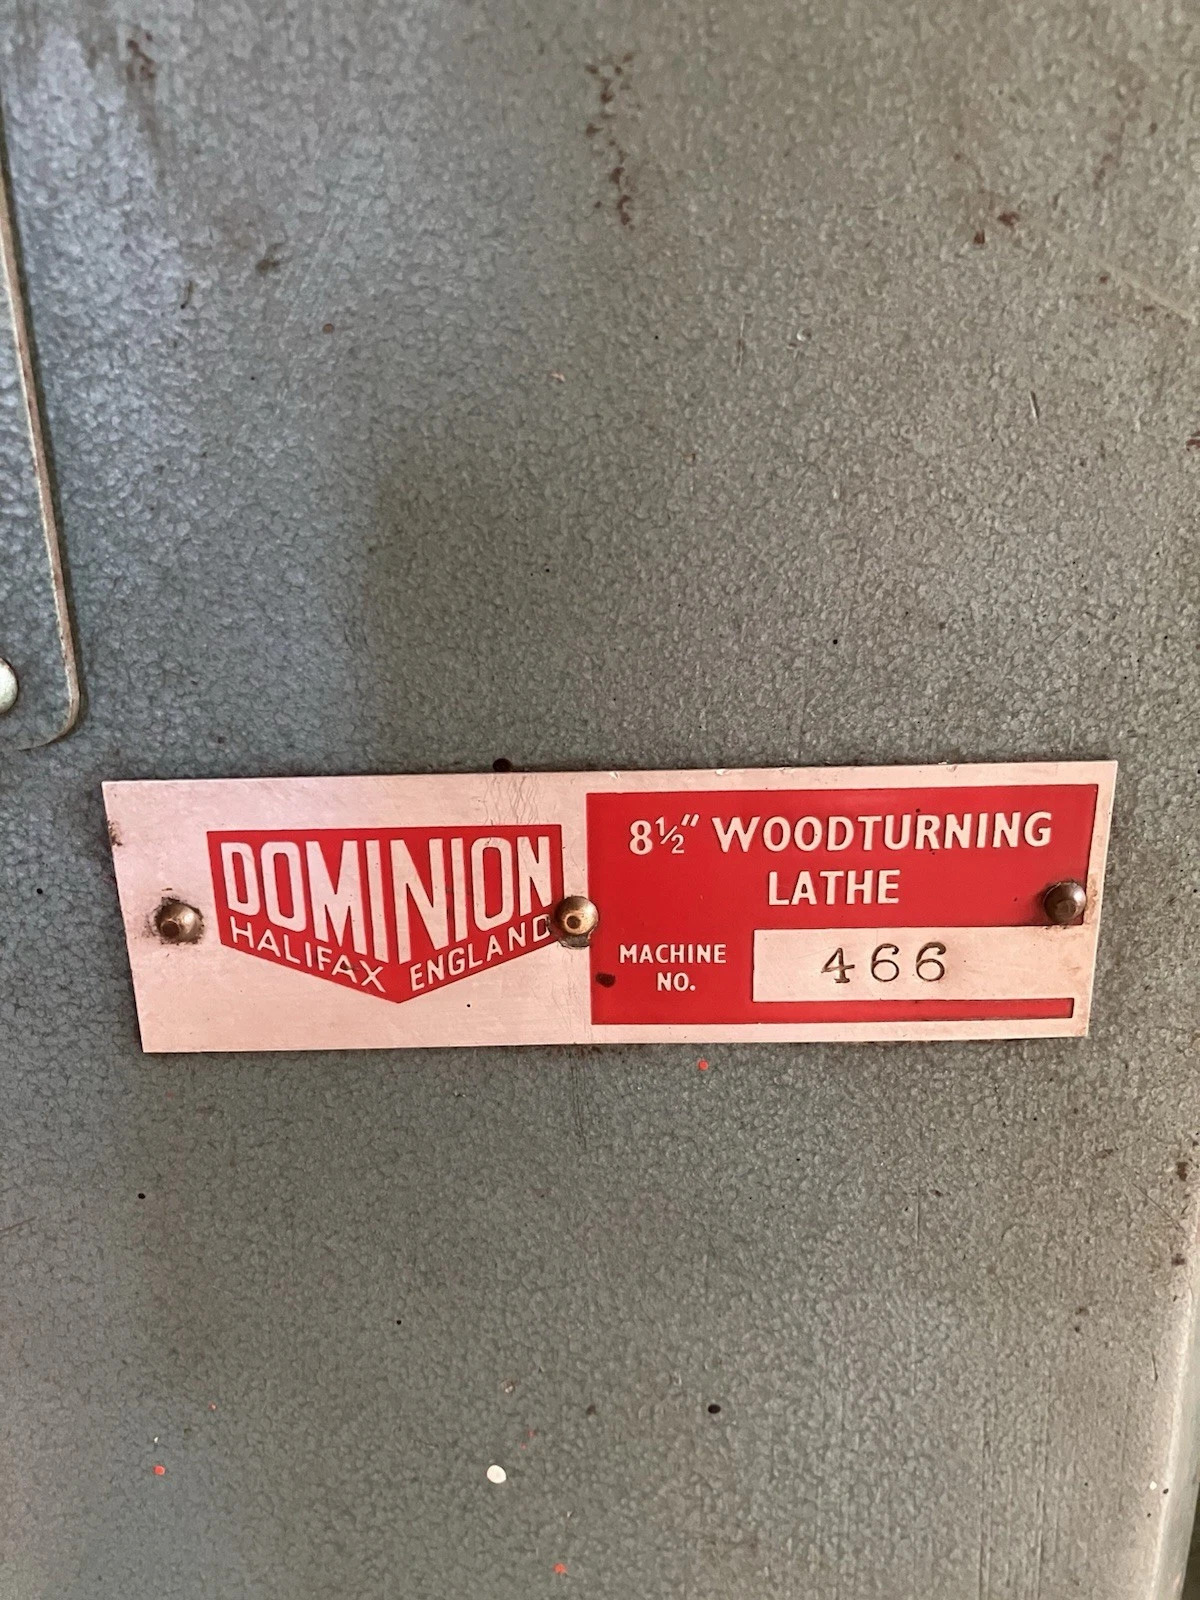 DOMINION
HALIFAX ENGLAND
8½" WOODTURNING
LATHE
MACHINE
NO.
466